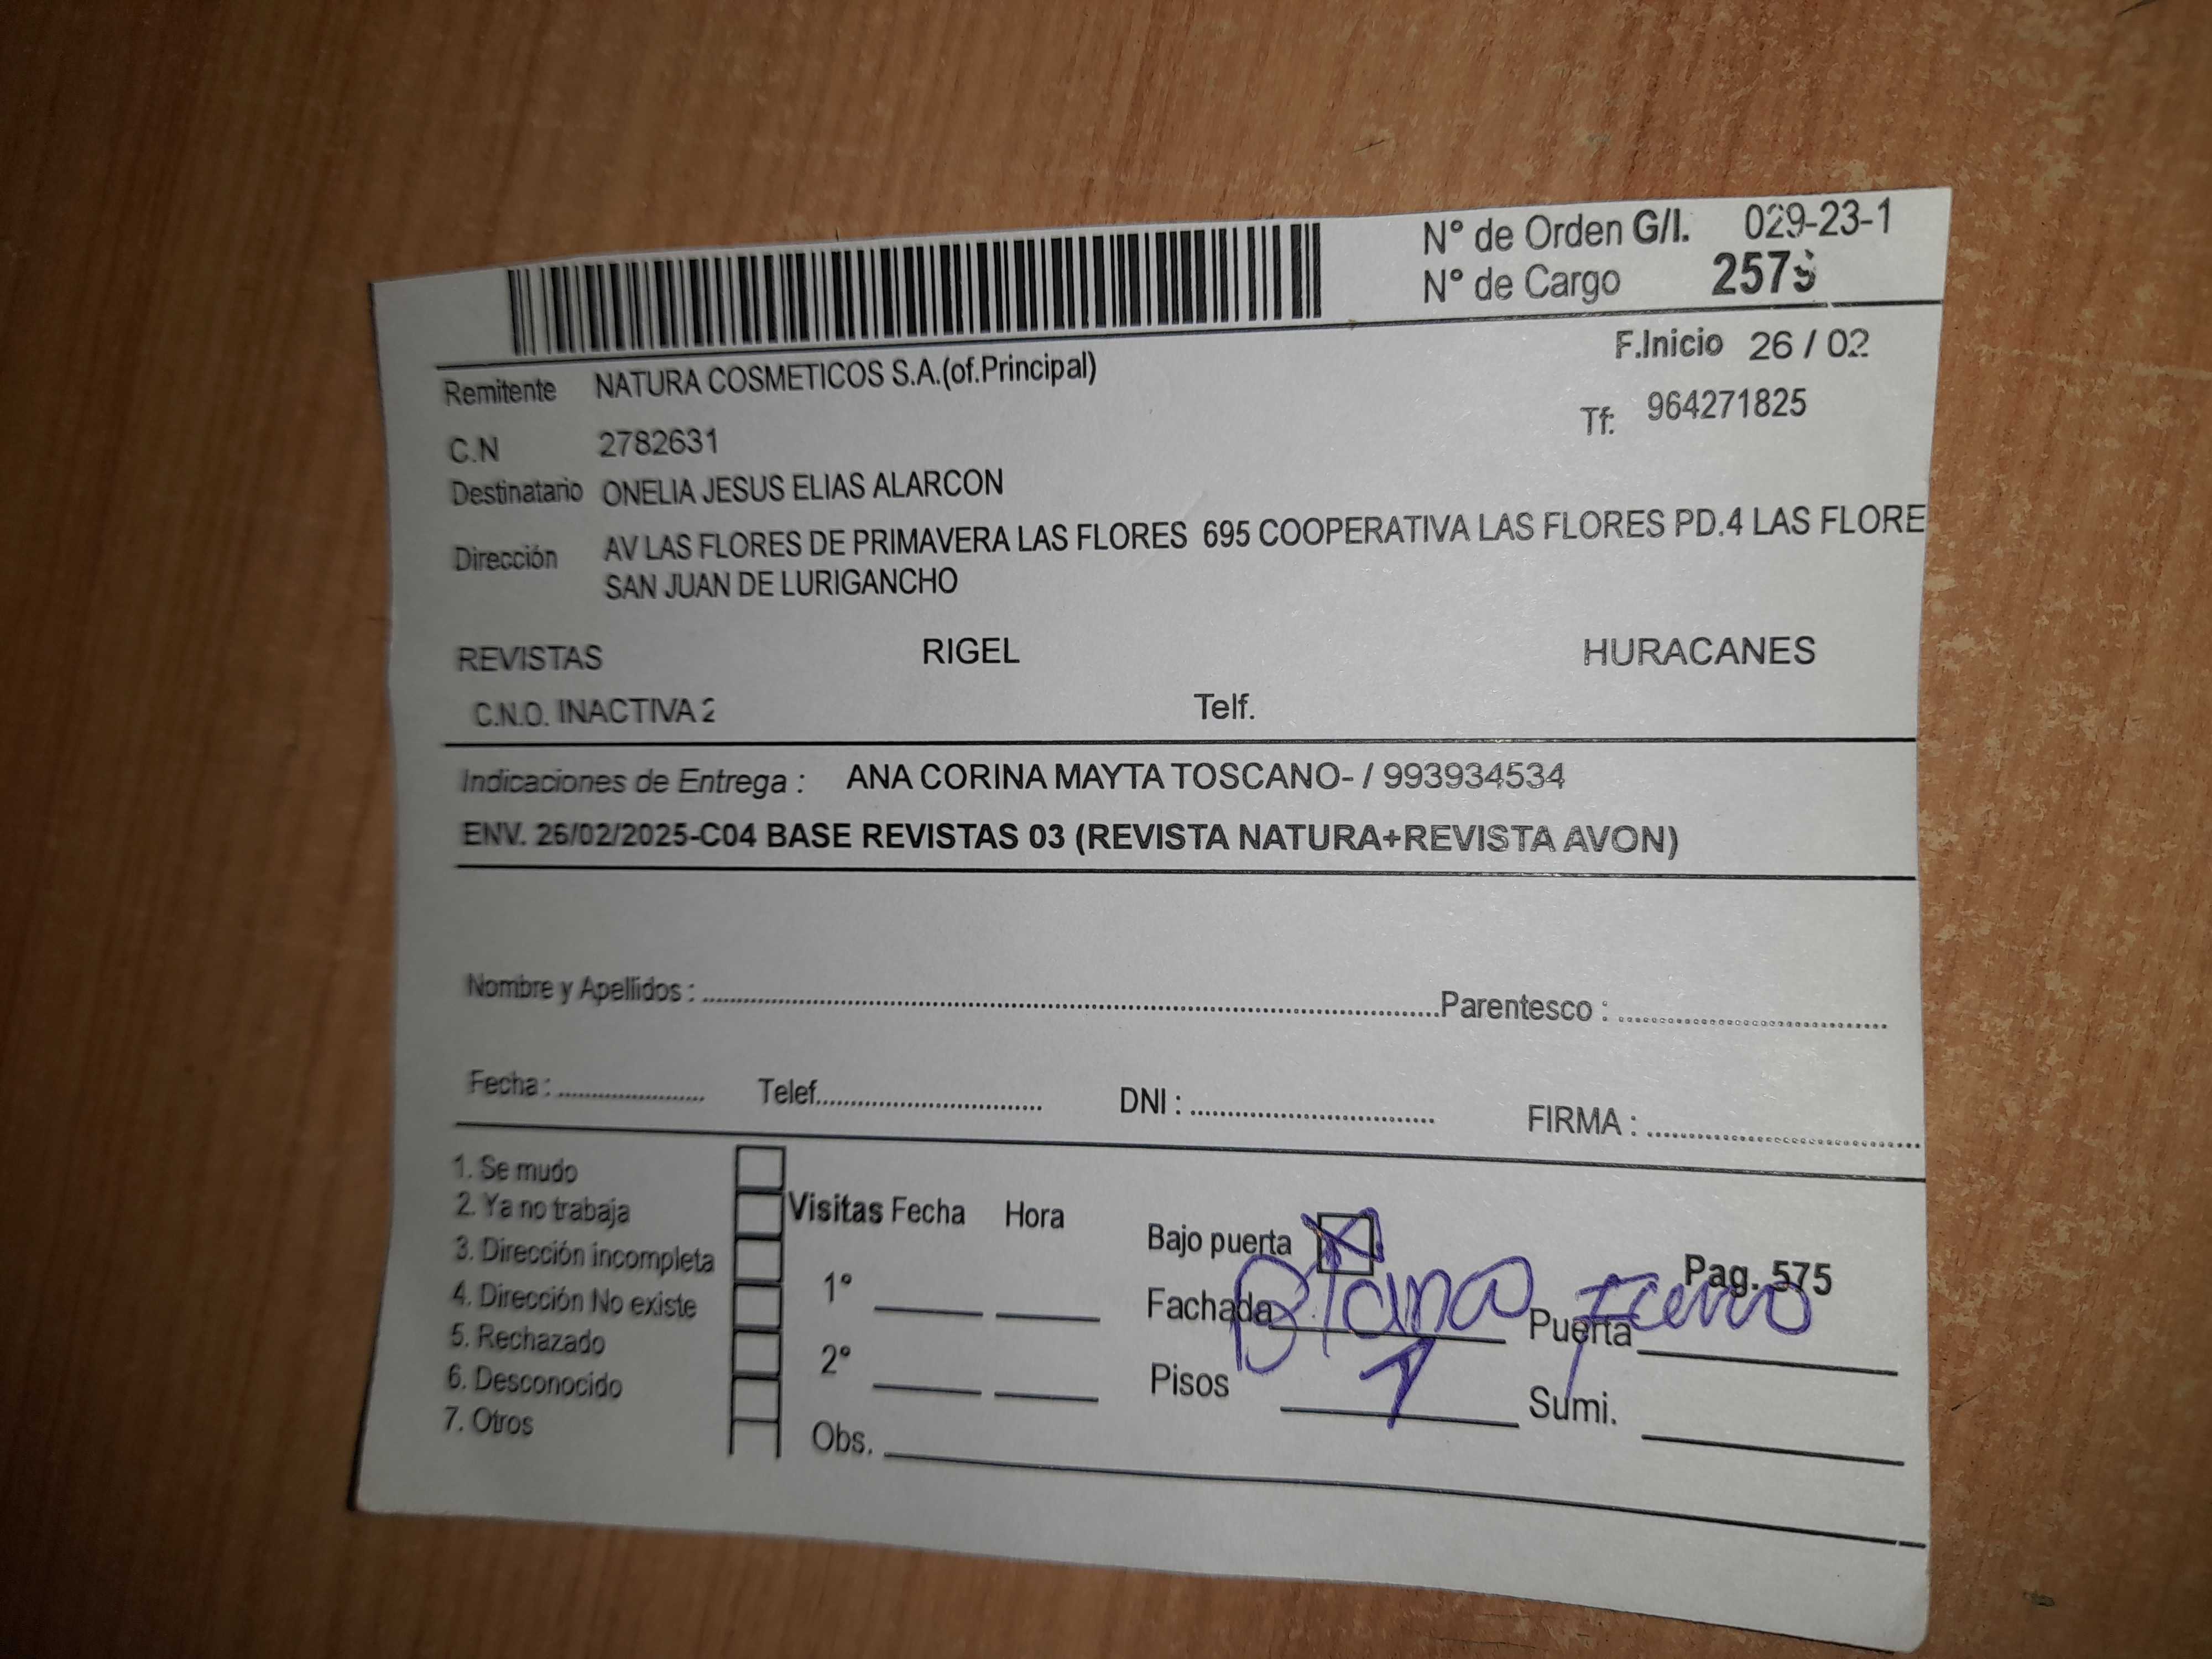 N° de Orden G/I. 029-23-1
N° de Cargo
F.Inicio 26 / 02
Remitente NATURA COSMETICOS S.A.(of.Principal)
Tf: 964271825
C.N 2782631
Destinatario ONELIA JESUS ELIAS ALARCON
Dirección AV LAS FLORES DE PRIMAVERA LAS FLORES 695 COOPERATIVA LAS FLORES PD.4 LAS FLORE
SAN JUAN DE LURIGANCHO
REVISTAS RIGEL HURACANES
C.N.O. INACTIVA 2 Telf.
Indicaciones de Entrega : ANA CORINA MAYTA TOSCANO- / 993934534
ENV. 26/02/2025-C04 BASE REVISTAS 03 (REVISTA NATURA+REVISTA AVON)
Nombre y Apellidos : Parentesco :
Fecha : Telef. DNI : FIRMA :
1. Se mudo
2. Ya no trabaja
3. Dirección incompleta
4. Dirección No existe
5. Rechazado
6. Desconocido
7. Otros
Visitas Fecha Hora
1°
2°
Obs.
Bajo puerta X
Pag. 575
Fachada Blanco Puerta Fierro
Pisos 1 Sumi.